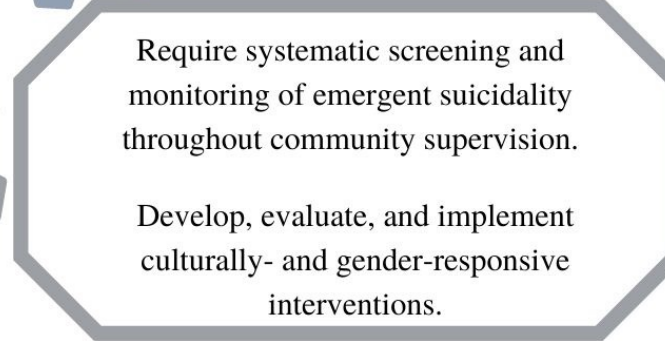 Require systematic screening and
monitoring of emergent suicidality
throughout community supervision.
Develop, evaluate, and implement
culturally- and gender-responsive
interventions.